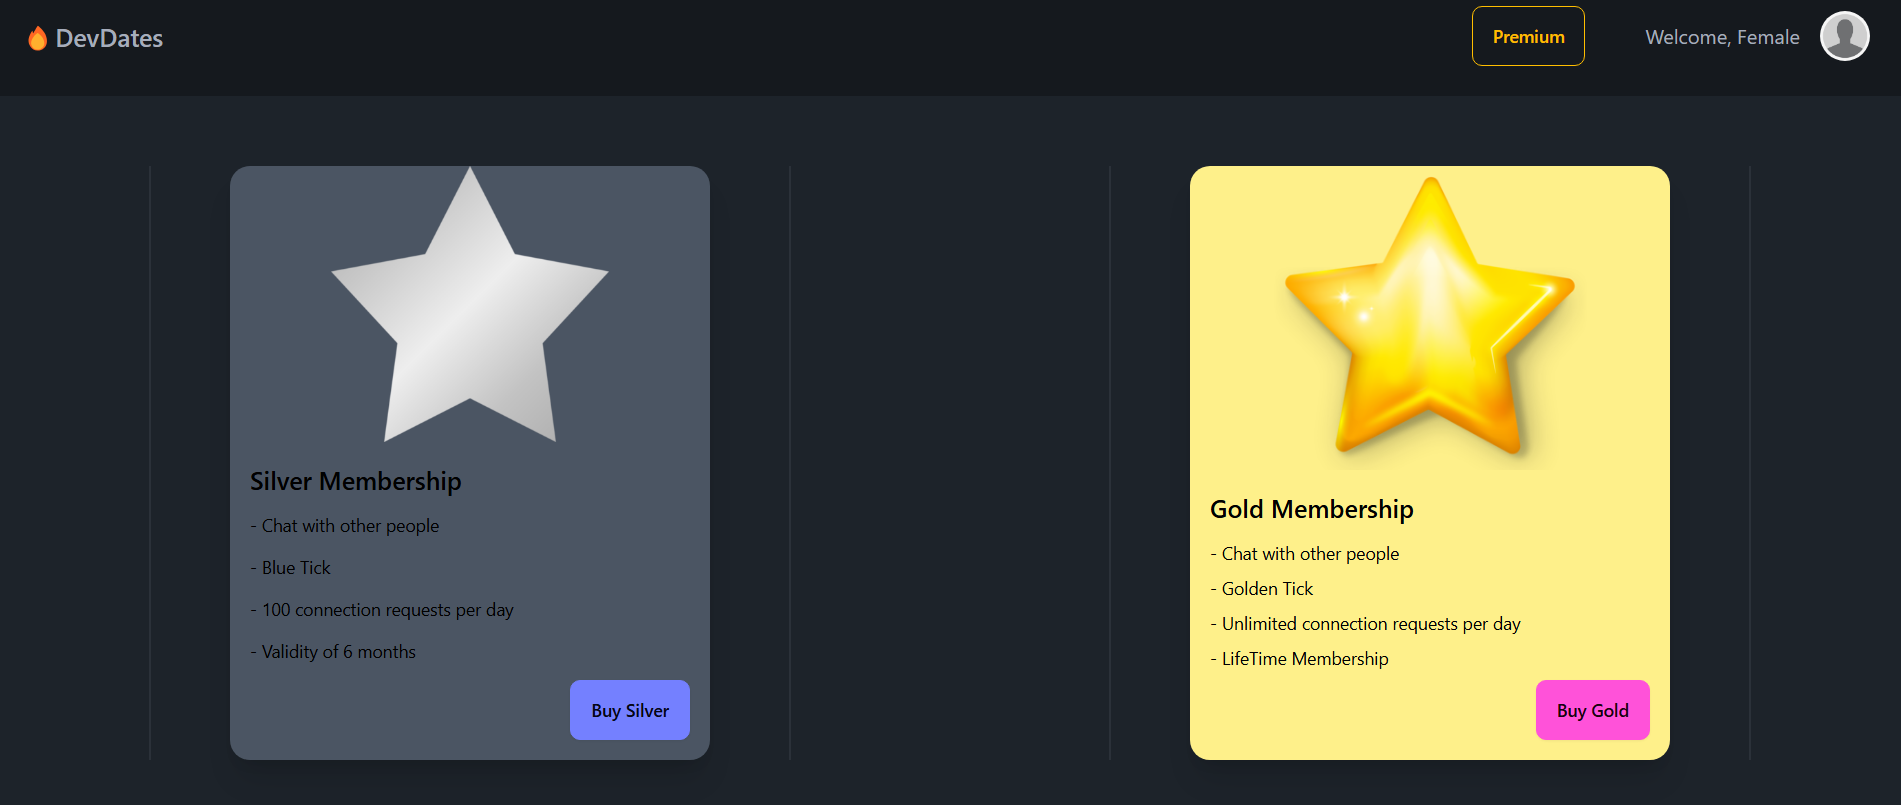 DevDates
Premium
Welcome, Female
Silver Membership
- Chat with other people
- Blue Tick
- 100 connection requests per day
- Validity of 6 months
Buy Silver
Gold Membership
- Chat with other people
- Golden Tick
- Unlimited connection requests per day
- LifeTime Membership
Buy Gold